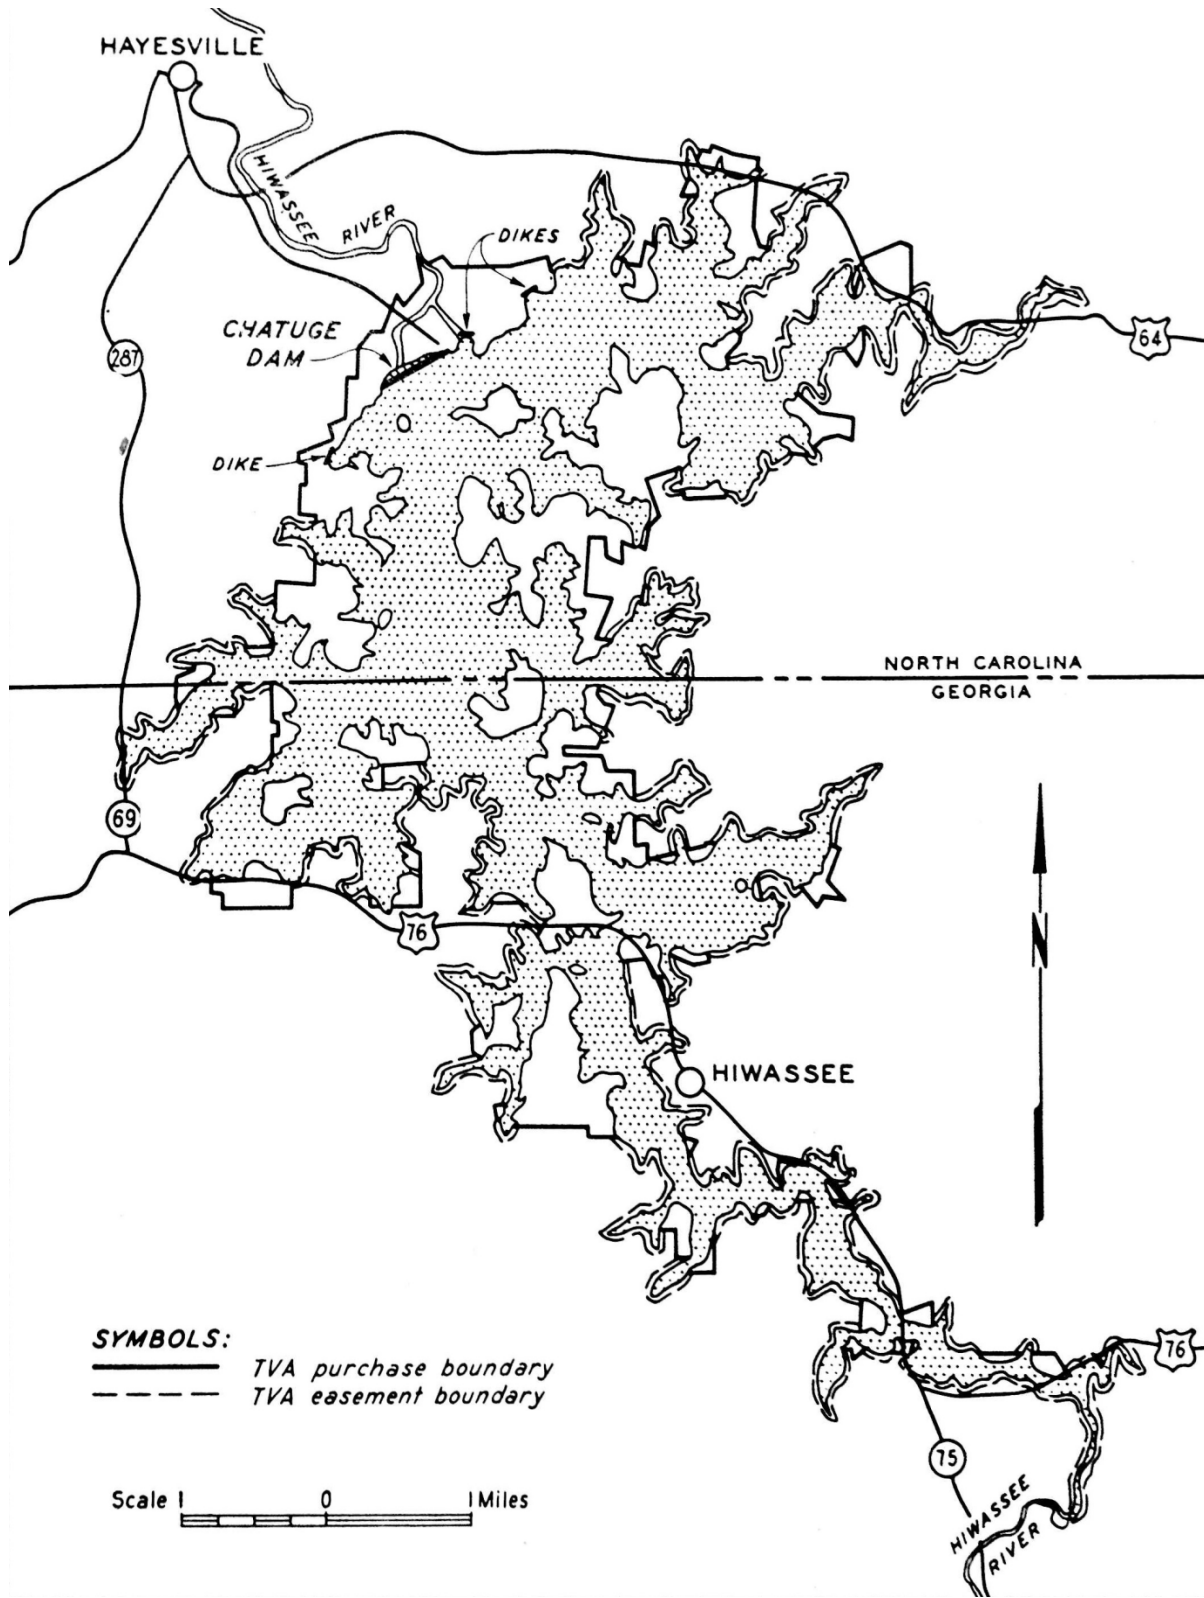 HAYESVILLE
HIWASSEE
RIVER
DIKES
CHATUGE
DAM
287
64
DIKE
NORTH CAROLINA
GEORGIA
69
76
N
HIWASSEE
SYMBOLS:
TVA purchase boundary
TVA easement boundary
76
75
Scale 1 0 1 Miles
HIWASSEE
RIVER